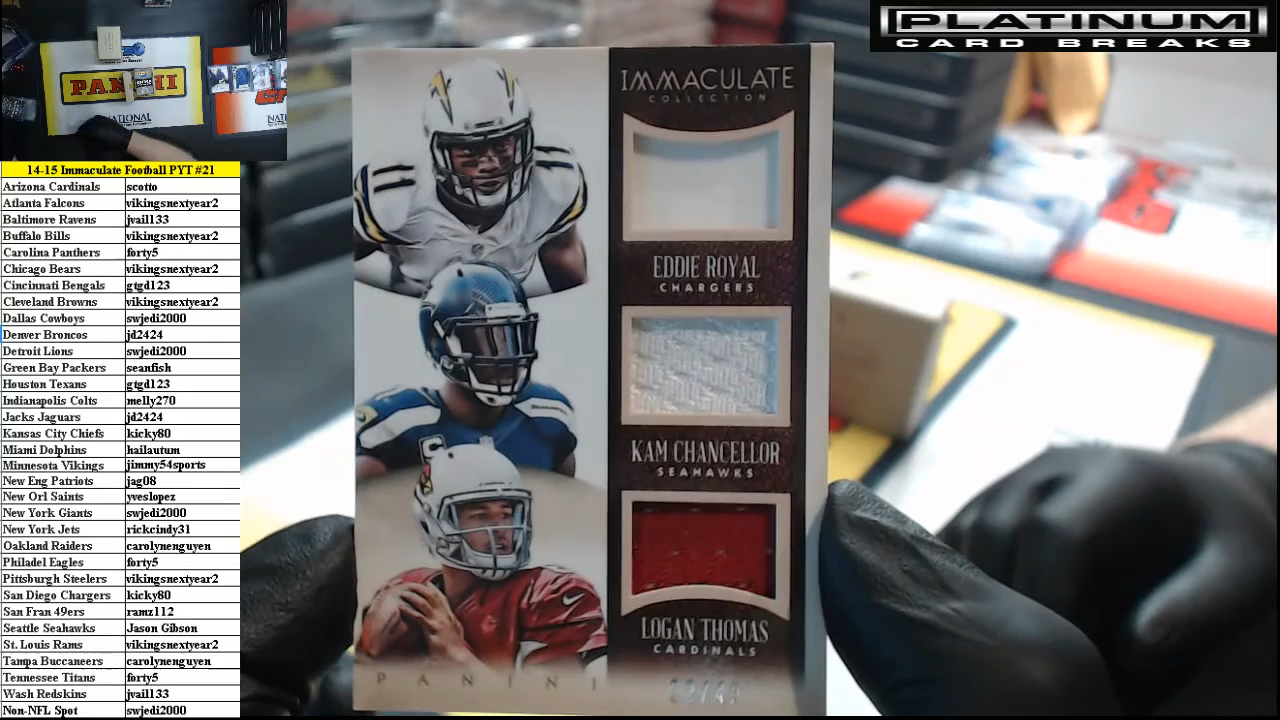 PLATINUM
CARD BREAKS
PANINI
NATIONAL
14-15 Immaculate Football PYT #21
Arizona Cardinals scotto
Atlanta Falcons vikingsnextyear2
Baltimore Ravens jvail133
Buffalo Bills vikingsnextyear2
Carolina Panthers forty5
Chicago Bears vikingsnextyear2
Cincinnati Bengals gtgd123
Cleveland Browns vikingsnextyear2
Dallas Cowboys swjedi2000
Denver Broncos jd2424
Detroit Lions swjedi2000
Green Bay Packers seanfish
Houston Texans gtgd123
Indianapolis Colts melly270
Jacks Jaguars jd2424
Kansas City Chiefs kicky80
Miami Dolphins hailautum
Minnesota Vikings jimmy54sports
New Eng Patriots jag08
New Orl Saints yveslopez
New York Giants swjedi2000
New York Jets rickcindy31
Oakland Raiders carolynenguyen
Philadel Eagles forty5
Pittsburgh Steelers vikingsnextyear2
San Diego Chargers kicky80
San Fran 49ers ramz112
Seattle Seahawks Jason Gibson
St. Louis Rams vikingsnextyear2
Tampa Buccaneers carolynenguyen
Tennessee Titans forty5
Wash Redskins jvail133
Non-NFL Spot swjedi2000
IMMACULATE
COLLECTION
11 11
EDDIE ROYAL
CHARGERS
KAM CHANCELLOR
SEAHAWKS
LOGAN THOMAS
CARDINALS
PANINI